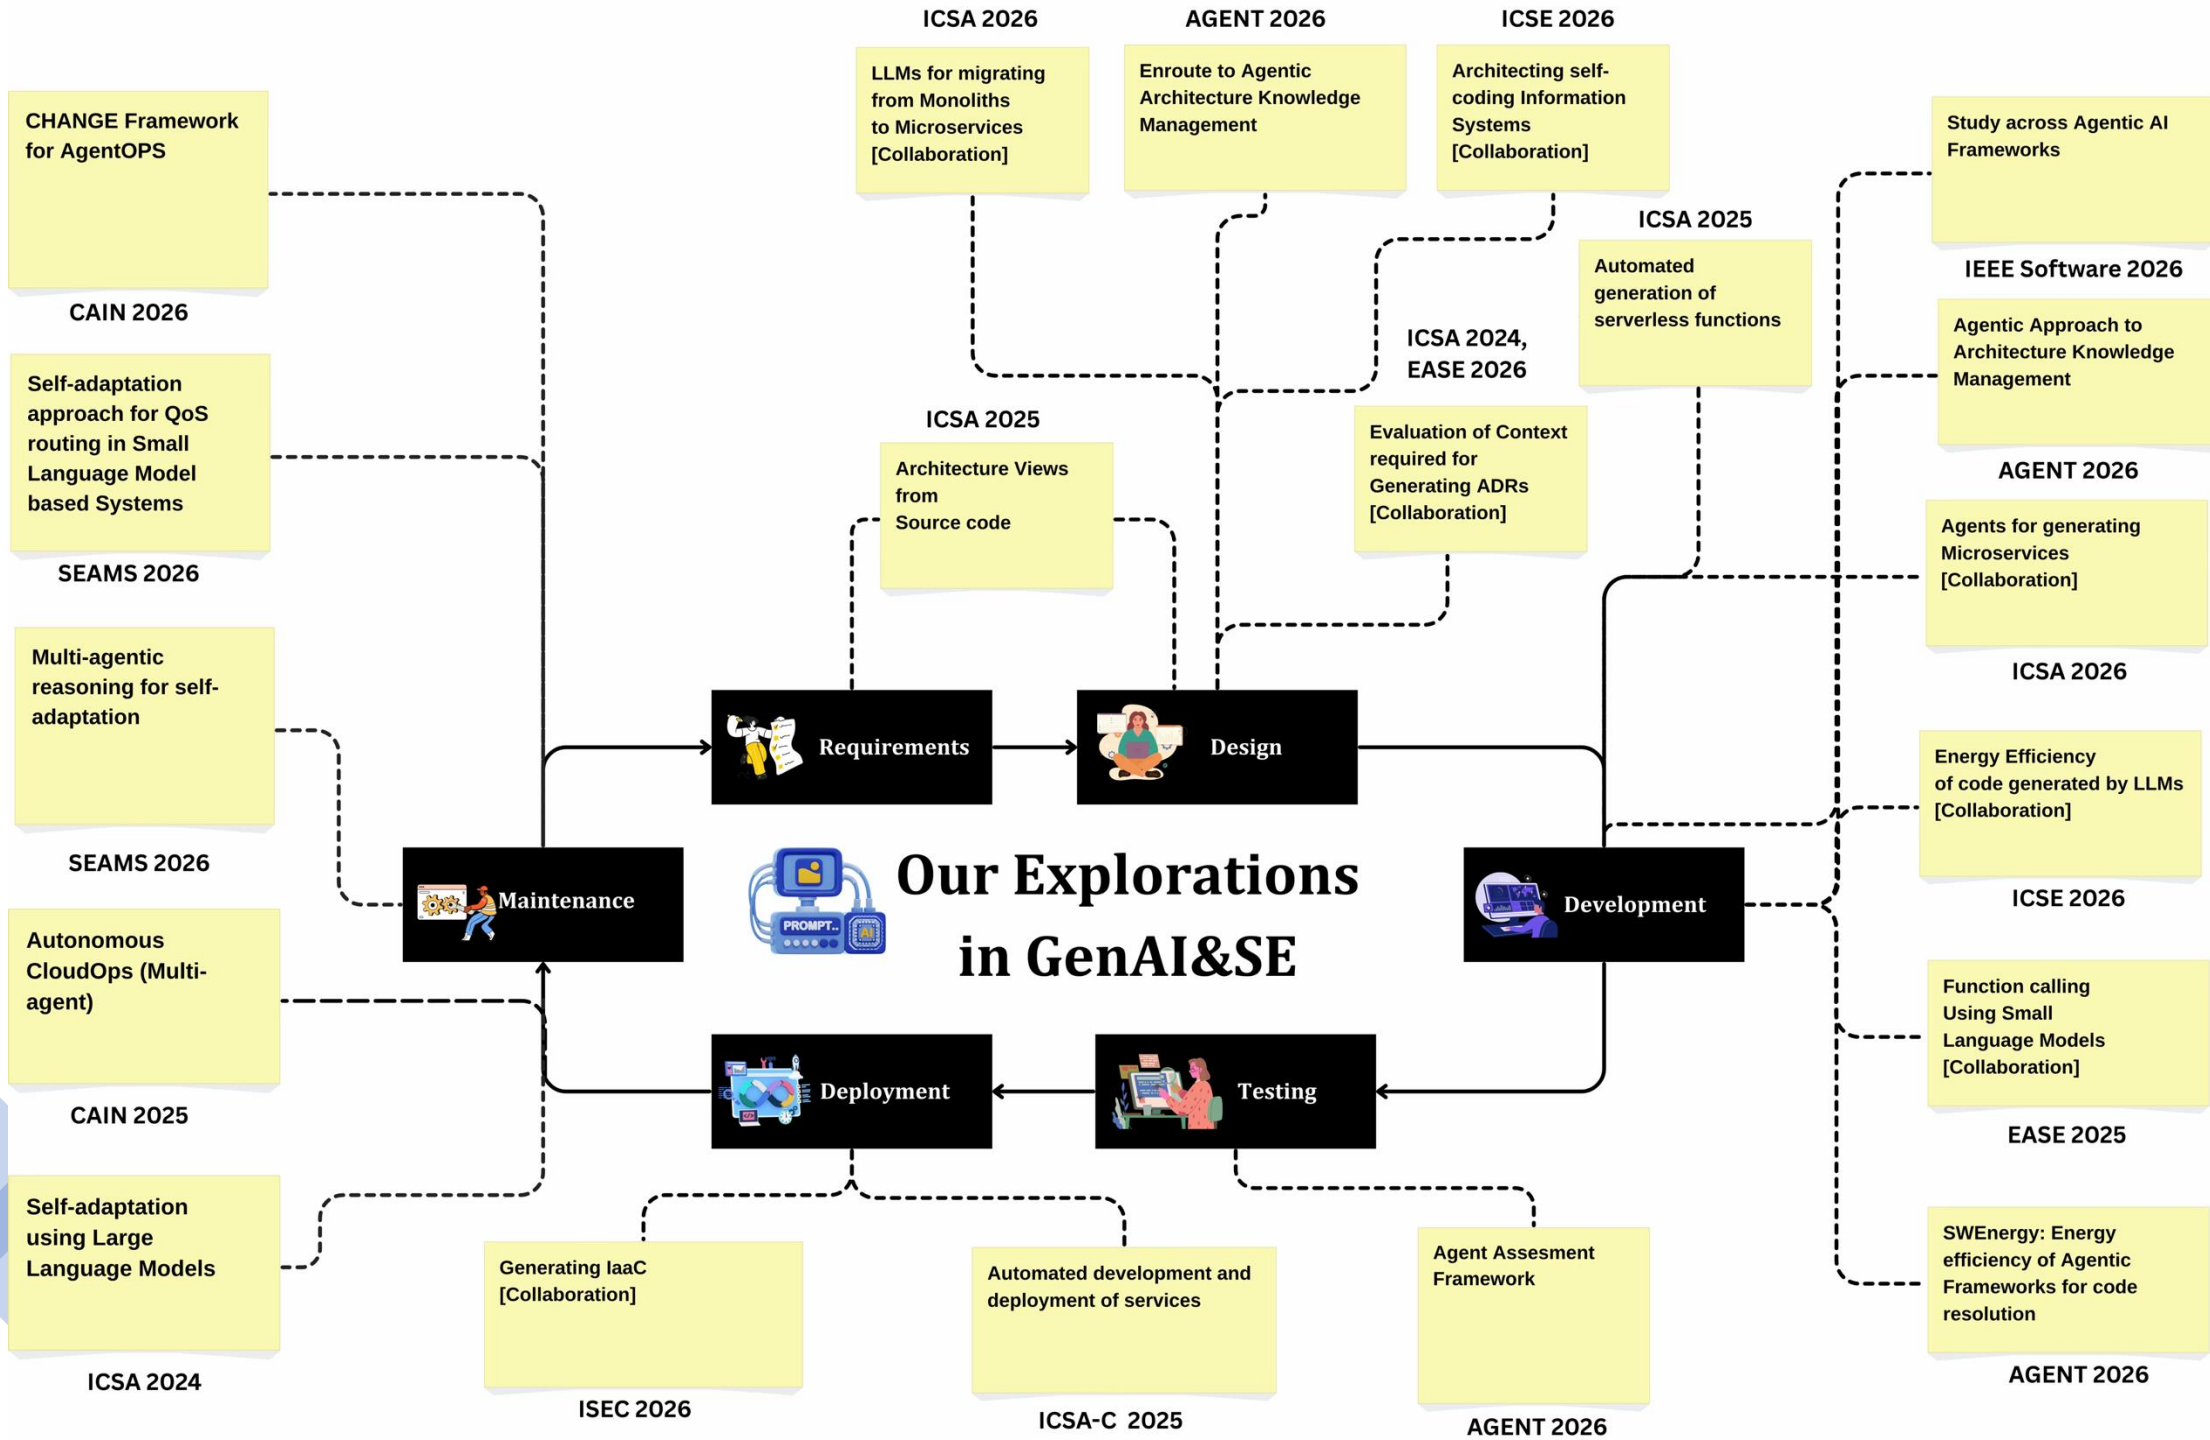 ICSA 2026
LLMs for migrating
from Monoliths
to Microservices
[Collaboration]
AGENT 2026
Enroute to Agentic
Architecture Knowledge
Management
ICSE 2026
Architecting self-
coding Information
Systems
[Collaboration]
ICSA 2025
Automated
generation of
serverless functions
ICSA 2024,
EASE 2026
Evaluation of Context
required for
Generating ADRs
[Collaboration]
ICSA 2025
Architecture Views
from
Source code
CHANGE Framework
for AgentOPS
CAIN 2026
Self-adaptation
approach for QoS
routing in Small
Language Model
based Systems
SEAMS 2026
Multi-agentic
reasoning for self-
adaptation
SEAMS 2026
Autonomous
CloudOps (Multi-
agent)
CAIN 2025
Self-adaptation
using Large
Language Models
ICSA 2024
Requirements
Design
Maintenance
PROMPT..
AI
Our Explorations
in GenAI&SE
Development
Deployment
Testing
Study across Agentic AI
Frameworks
IEEE Software 2026
Agentic Approach to
Architecture Knowledge
Management
AGENT 2026
Agents for generating
Microservices
[Collaboration]
ICSA 2026
Energy Efficiency
of code generated by LLMs
[Collaboration]
ICSE 2026
Function calling
Using Small
Language Models
[Collaboration]
EASE 2025
SWEnergy: Energy
efficiency of Agentic
Frameworks for code
resolution
AGENT 2026
Generating IaaC
[Collaboration]
ISEC 2026
Automated development and
deployment of services
ICSA-C 2025
Agent Assesment
Framework
AGENT 2026